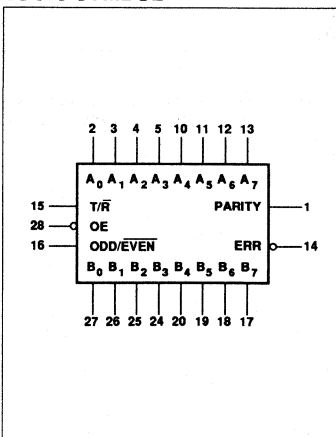 2 3 4 5 10 11 12 13
A0 A1 A2 A3 A4 A5 A6 A7
15 T/R̅ PARITY 1
28 OE
16 ODD/E̅V̅E̅N̅ ERR 14
B0 B1 B2 B3 B4 B5 B6 B7
27 26 25 24 20 19 18 17